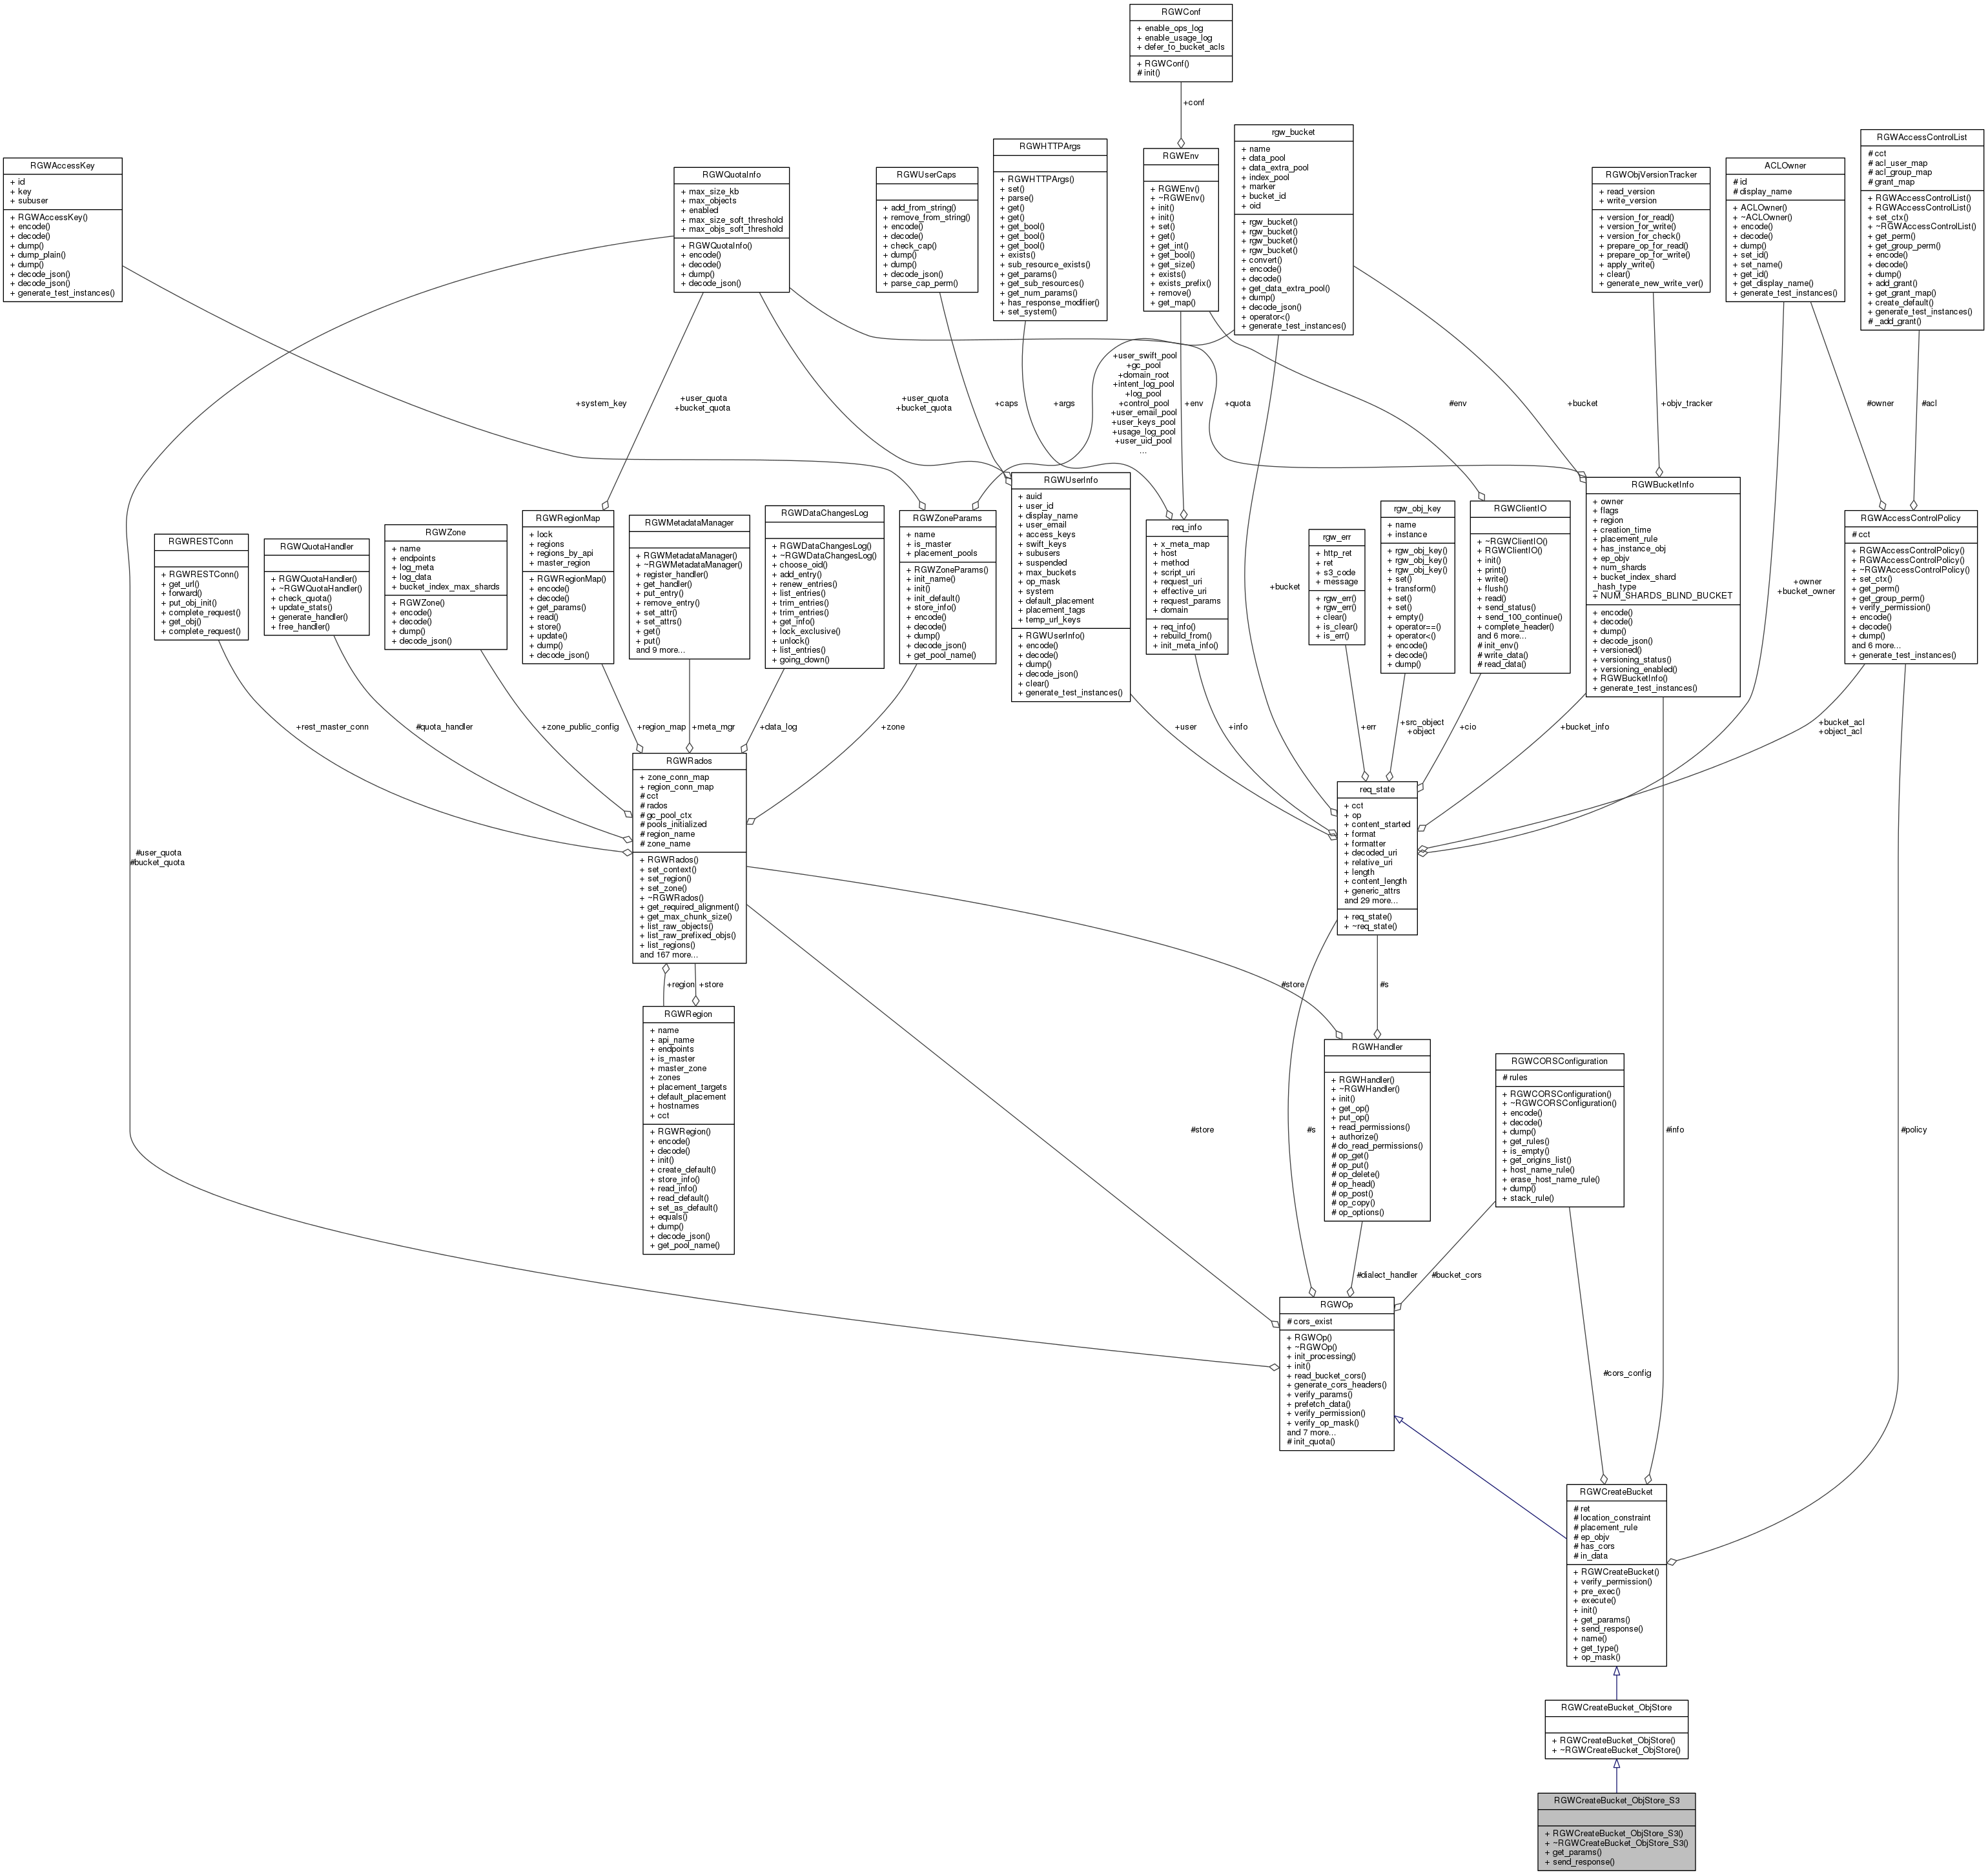 RGWConf
+ enable_ops_log
+ enable_usage_log
+ defer_to_bucket_acls
+ RGWConf()
# init()
+conf
RGWAccessKey
+ id
+ key
+ subuser
+ RGWAccessKey()
+ encode()
+ decode()
+ dump()
+ dump_plain()
+ dump()
+ decode_json()
+ decode_json()
+ generate_test_instances()
RGWQuotaInfo
+ max_size_kb
+ max_objects
+ enabled
+ max_size_soft_threshold
+ max_objs_soft_threshold
+ RGWQuotaInfo()
+ encode()
+ decode()
+ dump()
+ decode_json()
RGWUserCaps
+ add_from_string()
+ remove_from_string()
+ encode()
+ decode()
+ check_cap()
+ dump()
+ dump()
+ decode_json()
+ parse_cap_perm()
RGWHTTPArgs
+ RGWHTTPArgs()
+ set()
+ parse()
+ get()
+ get()
+ get_bool()
+ get_bool()
+ get_bool()
+ exists()
+ sub_resource_exists()
+ get_params()
+ get_sub_resources()
+ get_num_params()
+ has_response_modifier()
+ set_system()
RGWEnv
+ RGWEnv()
+ ~RGWEnv()
+ init()
+ init()
+ set()
+ get()
+ get_int()
+ get_bool()
+ get_size()
+ exists()
+ exists_prefix()
+ remove()
+ get_map()
rgw_bucket
+ name
+ data_pool
+ data_extra_pool
+ index_pool
+ marker
+ bucket_id
+ oid
+ rgw_bucket()
+ rgw_bucket()
+ rgw_bucket()
+ rgw_bucket()
+ convert()
+ encode()
+ decode()
+ get_data_extra_pool()
+ dump()
+ decode_json()
+ operator<()
+ generate_test_instances()
RGWObjVersionTracker
+ read_version
+ write_version
+ version_for_read()
+ version_for_write()
+ version_for_check()
+ prepare_op_for_read()
+ prepare_op_for_write()
+ apply_write()
+ clear()
+ generate_new_write_ver()
ACLOwner
# id
# display_name
+ ACLOwner()
+ ~ACLOwner()
+ encode()
+ decode()
+ dump()
+ set_id()
+ set_name()
+ get_id()
+ get_display_name()
+ generate_test_instances()
RGWAccessControlList
# cct
# acl_user_map
# acl_group_map
# grant_map
+ RGWAccessControlList()
+ RGWAccessControlList()
+ set_ctx()
+ ~RGWAccessControlList()
+ get_perm()
+ get_group_perm()
+ encode()
+ decode()
+ dump()
+ add_grant()
+ get_grant_map()
+ create_default()
+ generate_test_instances()
# _add_grant()
+system_key
+user_quota
+bucket_quota
+user_quota
+bucket_quota
+caps
+args
+user_swift_pool
+gc_pool
+domain_root
+intent_log_pool
+log_pool
+control_pool
+user_email_pool
+user_keys_pool
+usage_log_pool
+user_uid_pool
...
+env
+quota
#env
+bucket
+objv_tracker
#owner
#acl
RGWRESTConn
+ RGWRESTConn()
+ get_url()
+ forward()
+ put_obj_init()
+ complete_request()
+ get_obj()
+ complete_request()
RGWQuotaHandler
+ RGWQuotaHandler()
+ ~RGWQuotaHandler()
+ check_quota()
+ update_stats()
+ generate_handler()
+ free_handler()
RGWZone
+ name
+ endpoints
+ log_meta
+ log_data
+ bucket_index_max_shards
+ RGWZone()
+ encode()
+ decode()
+ dump()
+ decode_json()
RGWRegionMap
+ lock
+ regions
+ regions_by_api
+ master_region
+ RGWRegionMap()
+ encode()
+ decode()
+ get_params()
+ read()
+ store()
+ update()
+ dump()
+ decode_json()
RGWMetadataManager
+ RGWMetadataManager()
+ ~RGWMetadataManager()
+ register_handler()
+ get_handler()
+ put_entry()
+ remove_entry()
+ set_attr()
+ set_attrs()
+ get()
+ put()
and 9 more...
RGWDataChangesLog
+ RGWDataChangesLog()
+ ~RGWDataChangesLog()
+ choose_oid()
+ add_entry()
+ renew_entries()
+ list_entries()
+ trim_entries()
+ trim_entries()
+ get_info()
+ lock_exclusive()
+ unlock()
+ list_entries()
+ going_down()
RGWZoneParams
+ name
+ is_master
+ placement_pools
+ RGWZoneParams()
+ init_name()
+ init()
+ init_default()
+ store_info()
+ encode()
+ decode()
+ dump()
+ decode_json()
+ get_pool_name()
RGWUserInfo
+ auid
+ user_id
+ display_name
+ user_email
+ access_keys
+ swift_keys
+ subusers
+ suspended
+ max_buckets
+ op_mask
+ system
+ default_placement
+ placement_tags
+ temp_url_keys
+ RGWUserInfo()
+ encode()
+ decode()
+ dump()
+ decode_json()
+ clear()
+ generate_test_instances()
req_info
+ x_meta_map
+ host
+ method
+ script_uri
+ request_uri
+ effective_uri
+ request_params
+ domain
+ req_info()
+ rebuild_from()
+ init_meta_info()
+bucket
rgw_err
+ http_ret
+ ret
+ s3_code
+ message
+ rgw_err()
+ rgw_err()
+ clear()
+ is_clear()
+ is_err()
rgw_obj_key
+ name
+ instance
+ rgw_obj_key()
+ rgw_obj_key()
+ rgw_obj_key()
+ set()
+ transform()
+ set()
+ set()
+ empty()
+ operator==()
+ operator<()
+ encode()
+ decode()
+ dump()
RGWClientIO
+ ~RGWClientIO()
+ RGWClientIO()
+ init()
+ print()
+ write()
+ flush()
+ read()
+ send_status()
+ send_100_continue()
+ complete_header()
and 6 more...
# init_env()
# write_data()
# read_data()
RGWBucketInfo
+ owner
+ flags
+ region
+ creation_time
+ placement_rule
+ has_instance_obj
+ ep_objv
+ num_shards
+ bucket_index_shard
_hash_type
+ NUM_SHARDS_BLIND_BUCKET
+ encode()
+ decode()
+ dump()
+ decode_json()
+ versioned()
+ versioning_status()
+ versioning_enabled()
+ RGWBucketInfo()
+ generate_test_instances()
+owner
+bucket_owner
RGWAccessControlPolicy
# cct
+ RGWAccessControlPolicy()
+ RGWAccessControlPolicy()
+ ~RGWAccessControlPolicy()
+ set_ctx()
+ get_perm()
+ get_group_perm()
+ verify_permission()
+ encode()
+ decode()
+ dump()
and 6 more...
+ generate_test_instances()
+rest_master_conn
#quota_handler
+zone_public_config
+region_map
+meta_mgr
+data_log
+zone
+user
+info
+err
+src_object
+object
+cio
+bucket_info
+bucket_acl
+object_acl
RGWRados
+ zone_conn_map
+ region_conn_map
# cct
# rados
# gc_pool_ctx
# pools_initialized
# region_name
# zone_name
+ RGWRados()
+ set_context()
+ set_region()
+ set_zone()
+ ~RGWRados()
+ get_required_alignment()
+ get_max_chunk_size()
+ list_raw_objects()
+ list_raw_prefixed_objs()
+ list_regions()
and 167 more...
req_state
+ cct
+ op
+ content_started
+ format
+ formatter
+ decoded_uri
+ relative_uri
+ length
+ content_length
+ generic_attrs
and 29 more...
+ req_state()
+ ~req_state()
#user_quota
#bucket_quota
+region
+store
#store
#s
RGWRegion
+ name
+ api_name
+ endpoints
+ is_master
+ master_zone
+ zones
+ placement_targets
+ default_placement
+ hostnames
+ cct
+ RGWRegion()
+ encode()
+ decode()
+ init()
+ create_default()
+ store_info()
+ read_info()
+ read_default()
+ set_as_default()
+ equals()
+ dump()
+ decode_json()
+ get_pool_name()
#store
#s
RGWHandler
+ RGWHandler()
+ ~RGWHandler()
+ init()
+ get_op()
+ put_op()
+ read_permissions()
+ authorize()
# do_read_permissions()
# op_get()
# op_put()
# op_delete()
# op_head()
# op_post()
# op_copy()
# op_options()
RGWCORSConfiguration
# rules
+ RGWCORSConfiguration()
+ ~RGWCORSConfiguration()
+ encode()
+ decode()
+ dump()
+ get_rules()
+ is_empty()
+ get_origins_list()
+ host_name_rule()
+ erase_host_name_rule()
+ dump()
+ stack_rule()
#info
#policy
#dialect_handler
#bucket_cors
RGWOp
# cors_exist
+ RGWOp()
+ ~RGWOp()
+ init_processing()
+ init()
+ read_bucket_cors()
+ generate_cors_headers()
+ verify_params()
+ prefetch_data()
+ verify_permission()
+ verify_op_mask()
and 7 more...
# init_quota()
#cors_config
RGWCreateBucket
# ret
# location_constraint
# placement_rule
# ep_objv
# has_cors
# in_data
+ RGWCreateBucket()
+ verify_permission()
+ pre_exec()
+ execute()
+ init()
+ get_params()
+ send_response()
+ name()
+ get_type()
+ op_mask()
RGWCreateBucket_ObjStore
+ RGWCreateBucket_ObjStore()
+ ~RGWCreateBucket_ObjStore()
RGWCreateBucket_ObjStore_S3
+ RGWCreateBucket_ObjStore_S3()
+ ~RGWCreateBucket_ObjStore_S3()
+ get_params()
+ send_response()